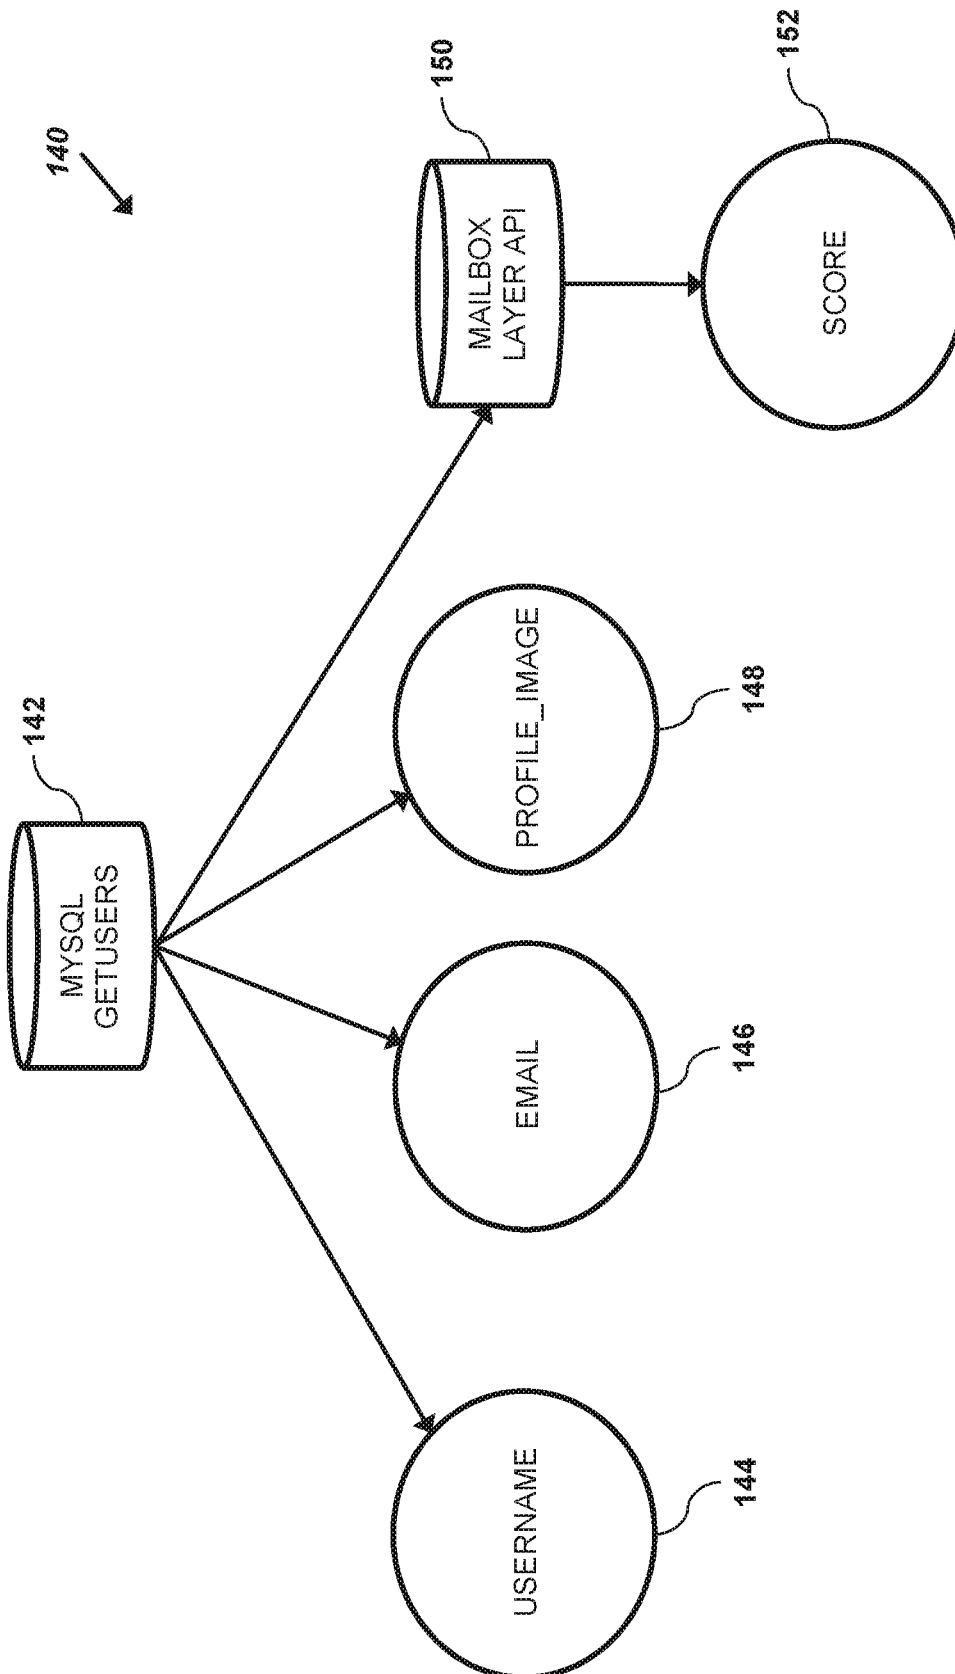 140
MYSQL
GETUSERS
142
USERNAME
144
EMAIL
146
PROFILE_IMAGE
148
MAILBOX
LAYER API
150
SCORE
152